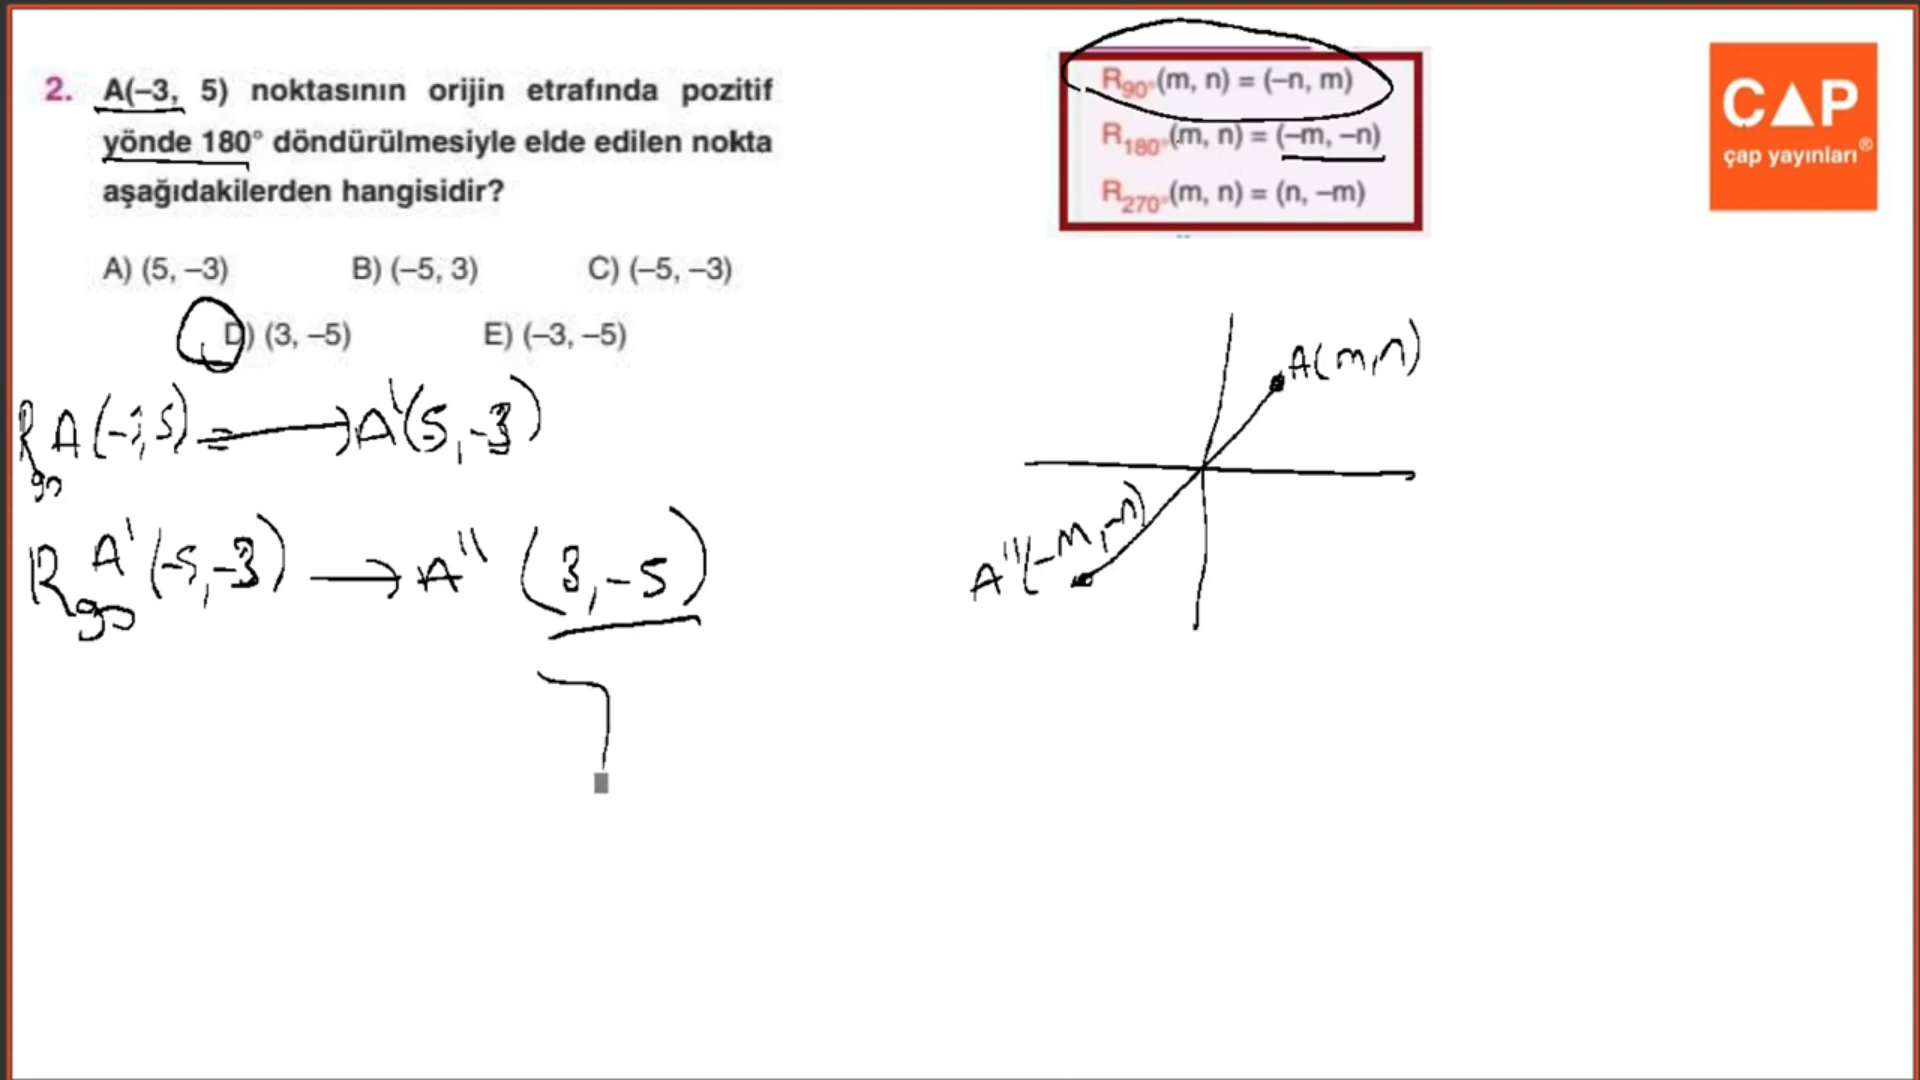 2. A(–3, 5) noktasının orijin etrafında pozitif
yönde 180° döndürülmesiyle elde edilen nokta
aşağıdakilerden hangisidir?
A) (5, –3) B) (–5, 3) C) (–5, –3)
D) (3, –5) E) (–3, –5)
R90 A(-3,5) = → A'(5,-3)
R90 A'(-5,-3) → A'' (3,-5)
R90°(m, n) = (–n, m)
R180°(m, n) = (–m, –n)
R270°(m, n) = (n, –m)
A(m,n)
A''(-m,-n)
ÇAP
çap yayınları®